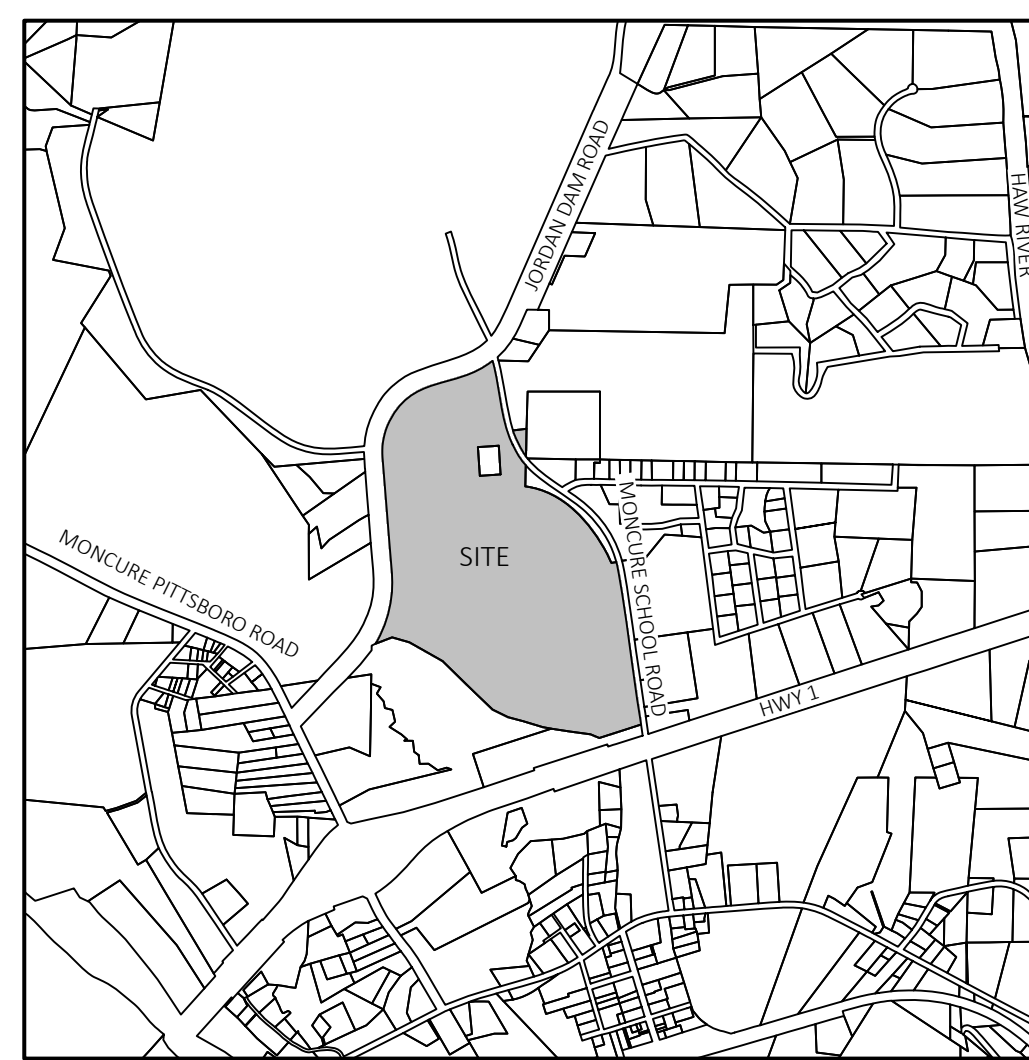 JORDAN DAM ROAD
HAW RIVER
MONCURE PITTSBORO ROAD
SITE
MONCURE SCHOOL ROAD
HWY 1